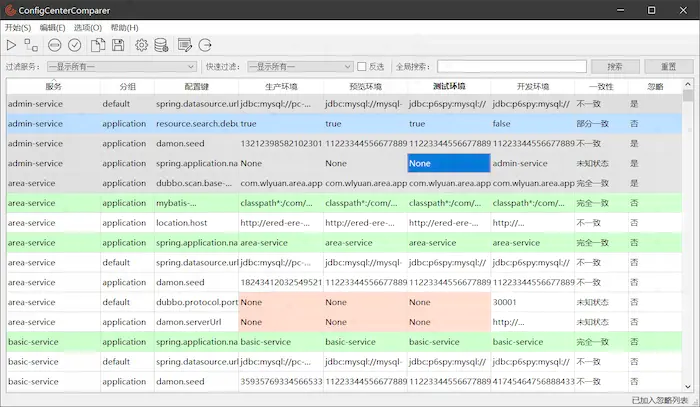 ConfigCenterComparer
开始(S) 编辑(E) 选项(O) 帮助(H)
过滤服务: —显示所有— 快速过滤: —显示所有— 反选 全局搜索: 搜索 重置
服务 分组 配置键 生产环境 预览环境 测试环境 开发环境 一致性 忽略
admin-service default spring.datasource.url jdbc:mysql://pc-... jdbc:mysql://mysql- jdbc:p6spy:mysql:// jdbc:p6spy:mysql:// 不一致 是
admin-service application resource.search.debu true true true false 部分一致 否
admin-service application damon.seed 13212398582102301 11223344556677889 11223344556677889 11223344556677889 不一致 是
admin-service application spring.application.na None None None admin-service 未知状态 是
area-service application dubbo.scan.base-... com.wlyuan.area.app com.wlyuan.area.app com.wlyuan.area.app com.wlyuan.area.app 完全一致 是
area-service application mybatis-... classpath*:/com/... classpath*:/com/... classpath*:/com/... classpath*:/com/... 完全一致 否
area-service application location.host http://ered-ere-... http://ered-ere-... http://ered-ere-... http://ered-ere-... 不一致 否
area-service application spring.application.na area-service area-service area-service area-service 完全一致 否
area-service default spring.datasource.url jdbc:mysql://pc-... jdbc:mysql://mysql- jdbc:p6spy:mysql:// jdbc:p6spy:mysql:// 不一致 否
area-service application damon.seed 18243412032549521 11223344556677889 11223344556677889 11223344556677889 不一致 否
area-service default dubbo.protocol.port None None None 30001 未知状态 否
area-service application damon.serverUrl None None None http://... 未知状态 否
basic-service application spring.application.na basic-service basic-service basic-service basic-service 完全一致 否
basic-service default spring.datasource.url jdbc:mysql://pc-... jdbc:mysql://mysql- jdbc:p6spy:mysql:// jdbc:p6spy:mysql:// 不一致 否
basic-service application damon.seed 35935769334566533 11223344556677889 11223344556677889 41745464756888433 不一致 否
已加入忽略列表